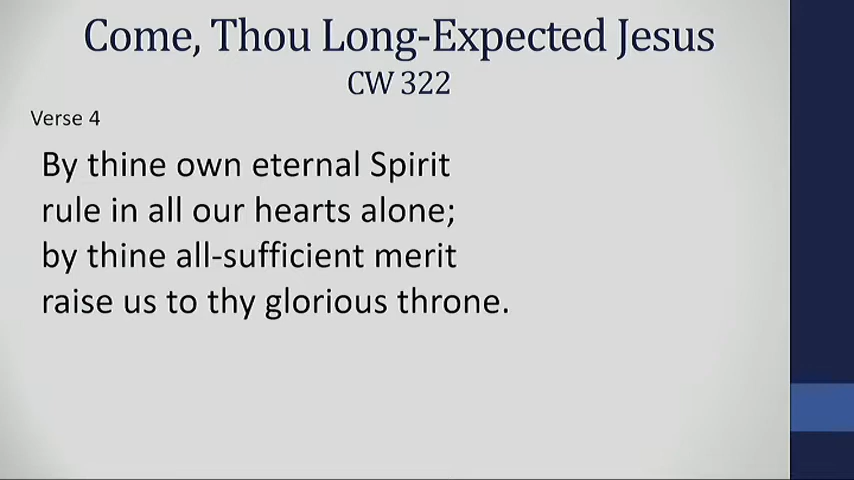 Come, Thou Long-Expected Jesus
CW 322
Verse 4
By thine own eternal Spirit
rule in all our hearts alone;
by thine all-sufficient merit
raise us to thy glorious throne.